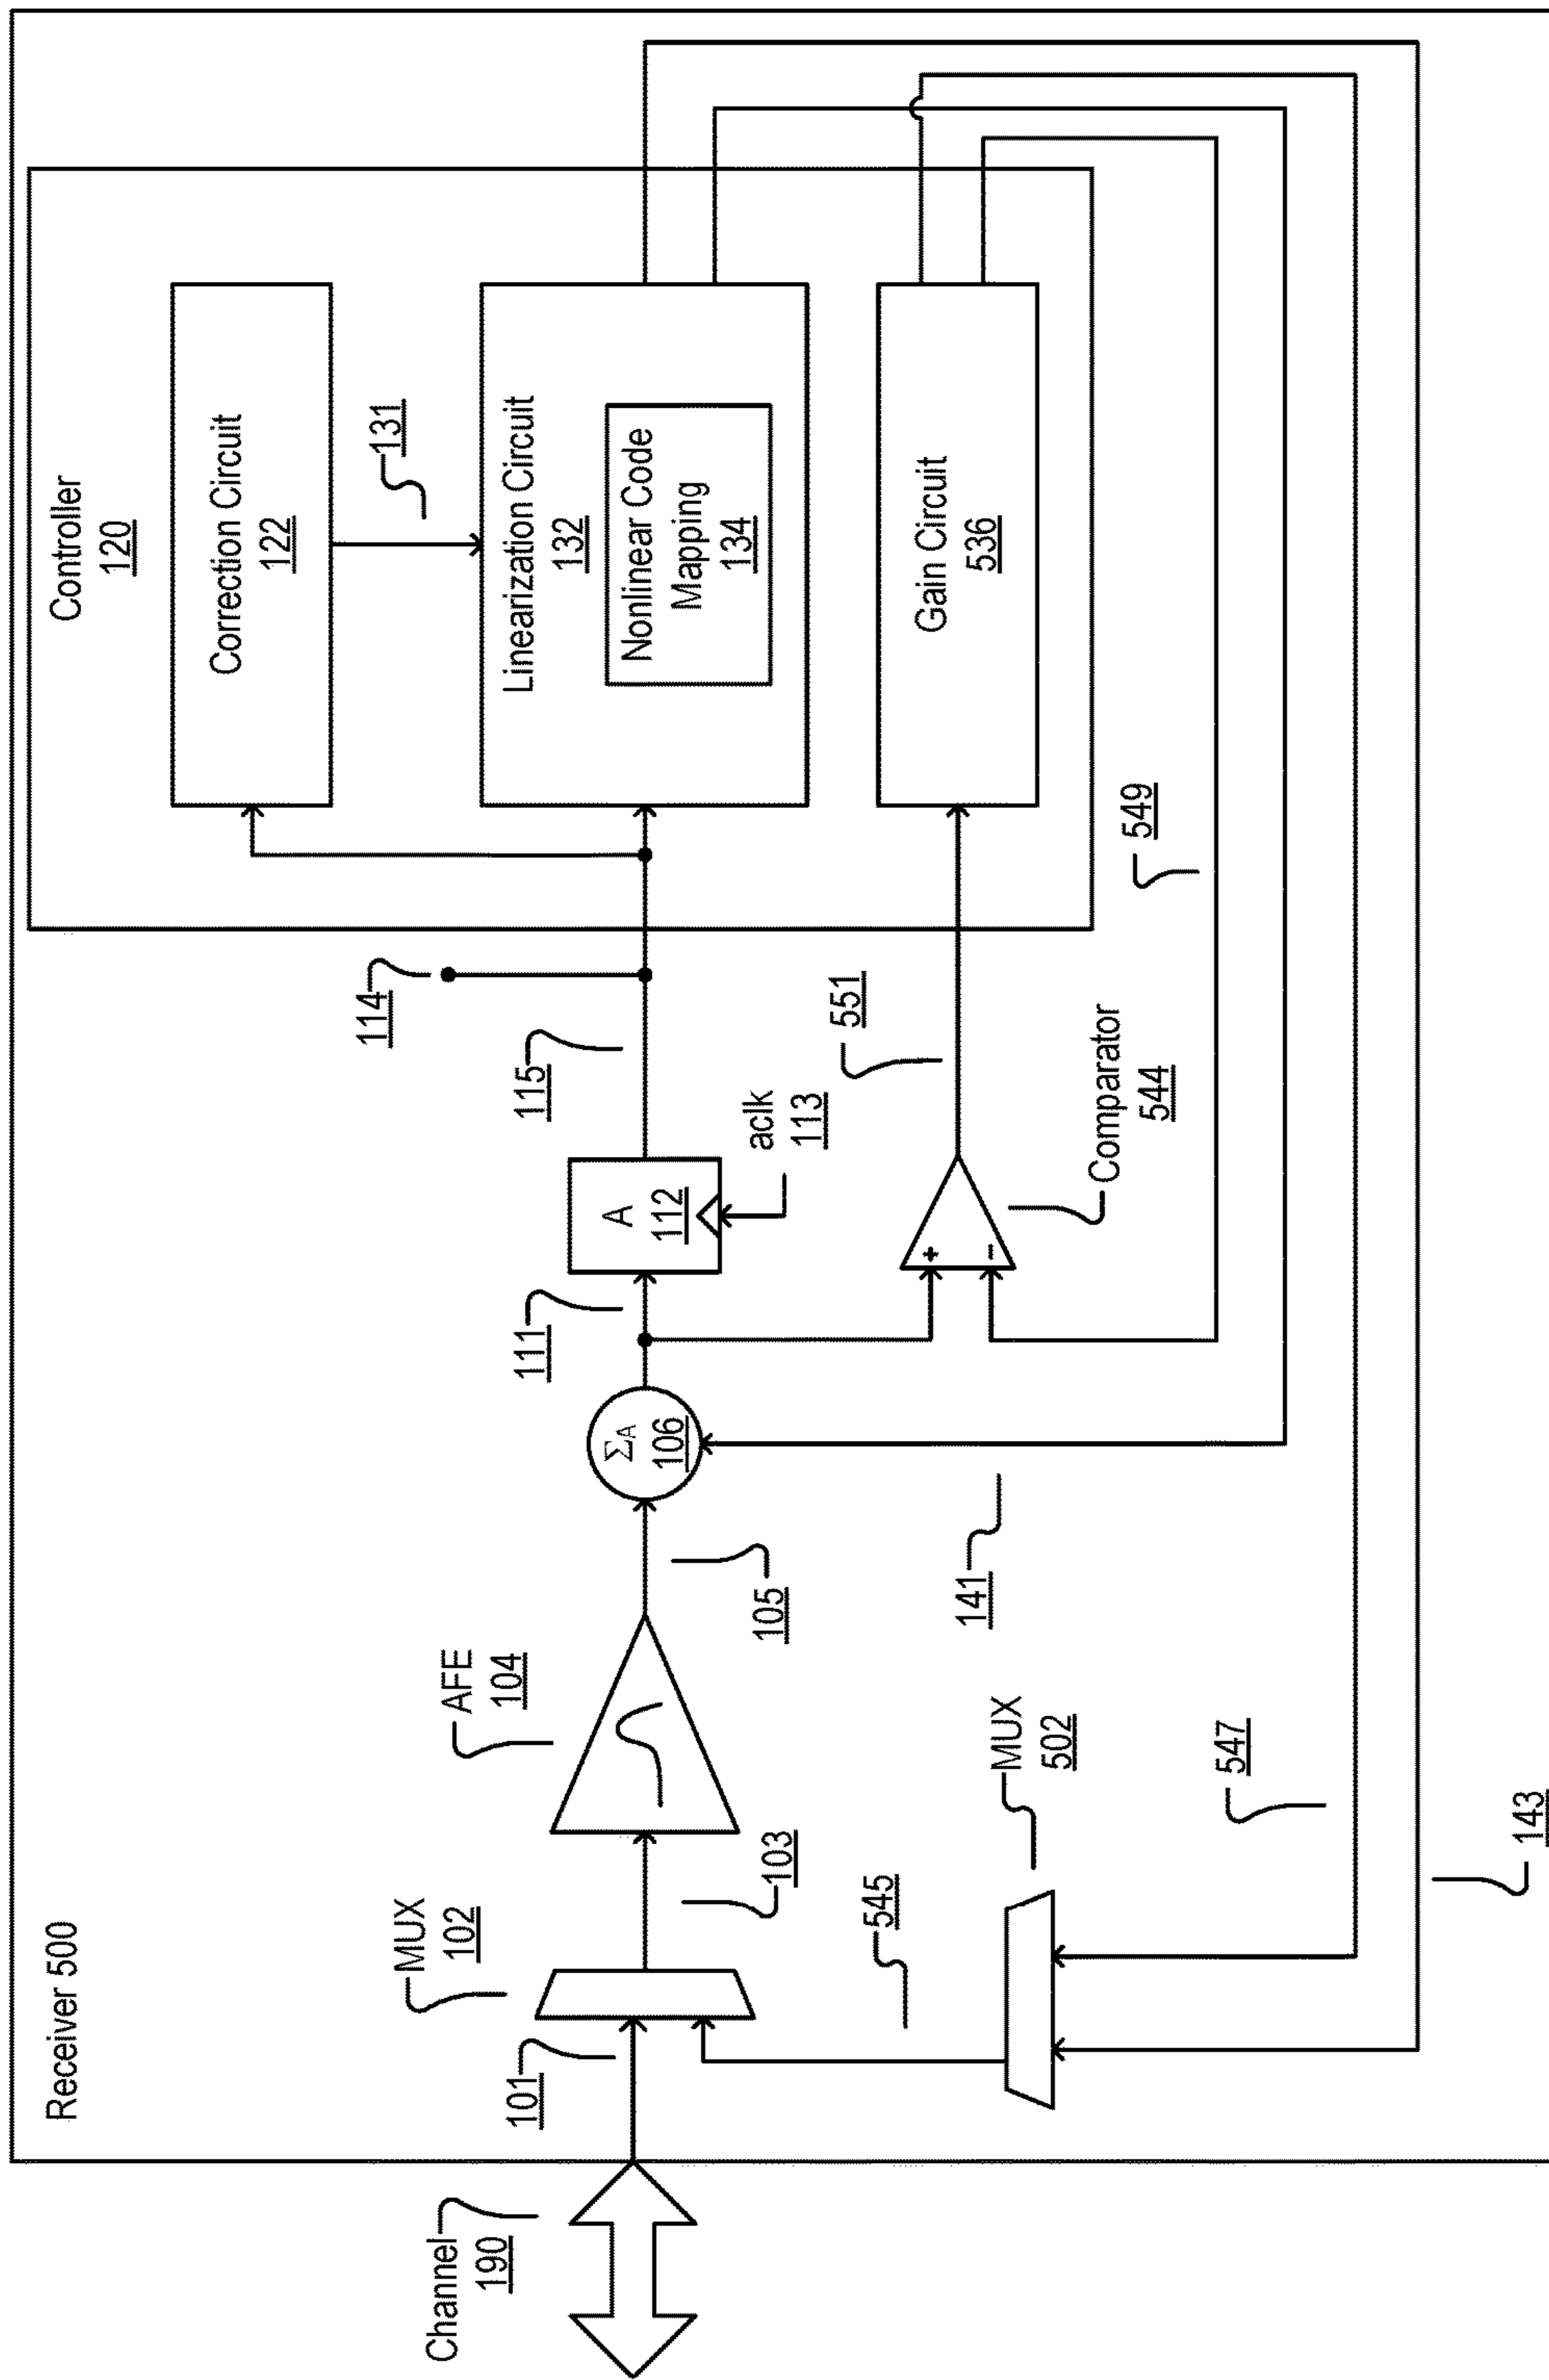 Receiver 500
Channel
190
101
MUX
102
103
AFE
104
105
ΣA
106
111
A
112
aclk
113
115
114
Controller
120
Correction Circuit
122
131
Linearization Circuit
132
Nonlinear Code
Mapping
134
Gain Circuit
536
551
+
−
Comparator
544
549
141
MUX
502
545
547
143